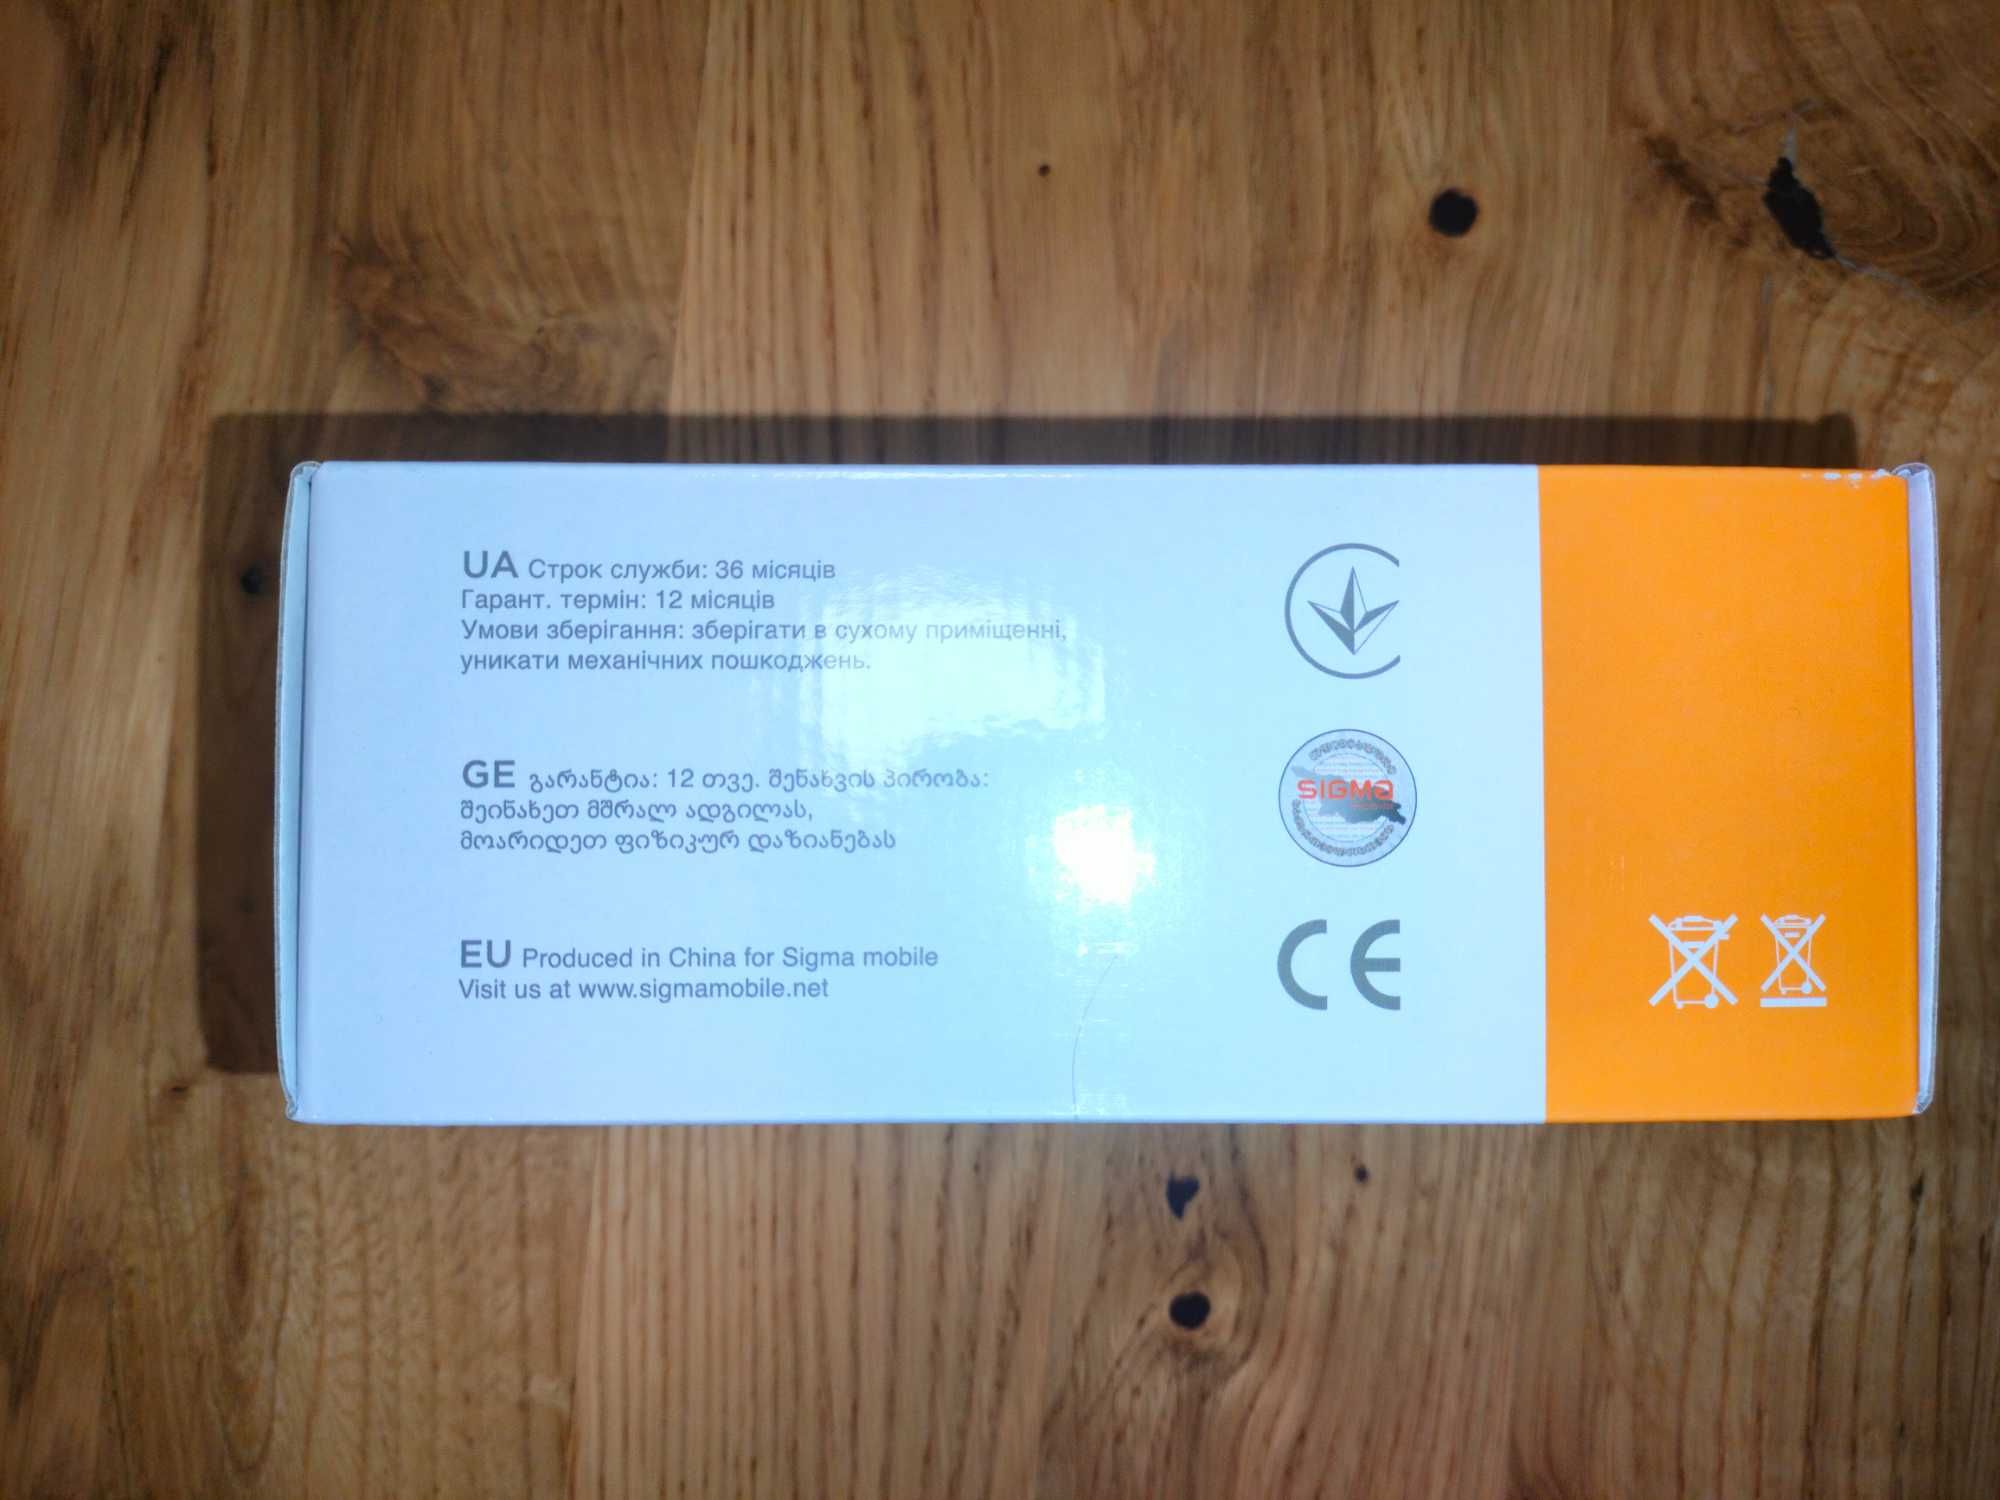 UA Строк служби: 36 місяців
Гарант. термін: 12 місяців
Умови зберігання: зберігати в сухому приміщенні,
уникати механічних пошкоджень.
GE გარანტია: 12 თვე. შენახვის პირობა:
შეინახეთ მშრალ ადგილას,
მოარიდეთ ფიზიკურ დაზიანებას
SIGMA
EU Produced in China for Sigma mobile
Visit us at www.sigmamobile.net
CE